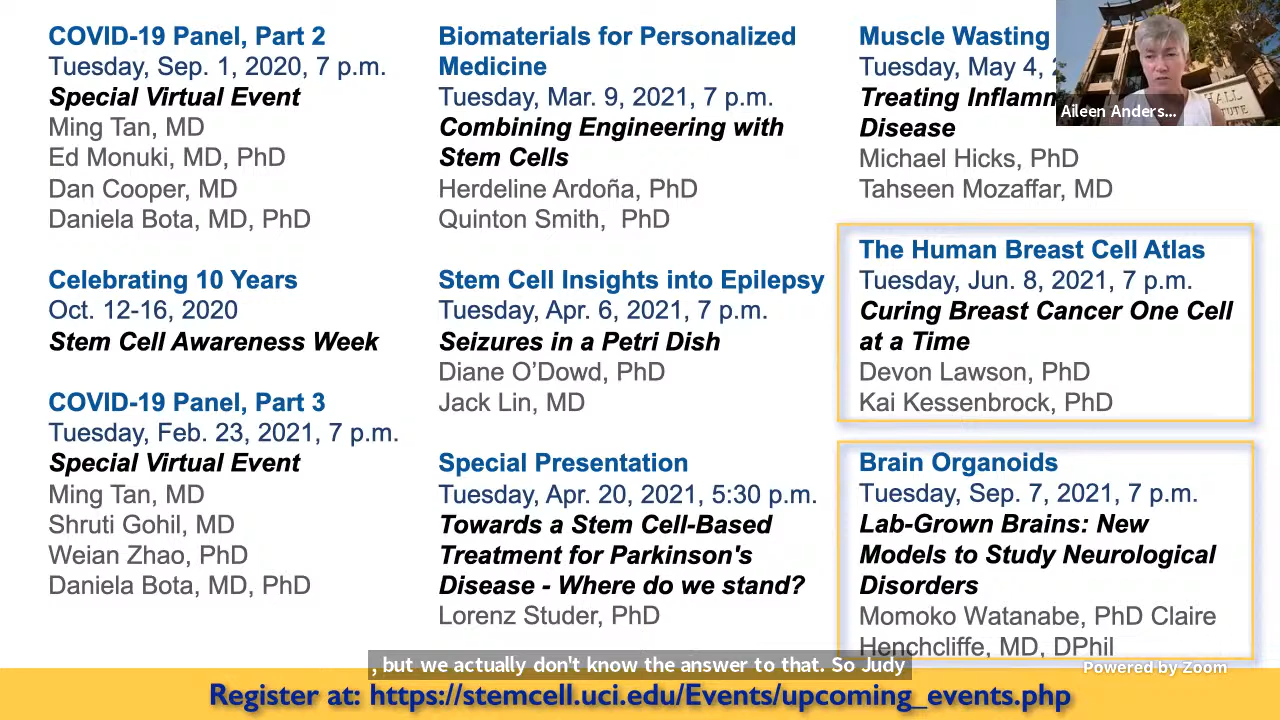 COVID-19 Panel, Part 2
Tuesday, Sep. 1, 2020, 7 p.m.
Special Virtual Event
Ming Tan, MD
Ed Monuki, MD, PhD
Dan Cooper, MD
Daniela Bota, MD, PhD
Celebrating 10 Years
Oct. 12-16, 2020
Stem Cell Awareness Week
COVID-19 Panel, Part 3
Tuesday, Feb. 23, 2021, 7 p.m.
Special Virtual Event
Ming Tan, MD
Shruti Gohil, MD
Weian Zhao, PhD
Daniela Bota, MD, PhD
Biomaterials for Personalized
Medicine
Tuesday, Mar. 9, 2021, 7 p.m.
Combining Engineering with
Stem Cells
Herdeline Ardoña, PhD
Quinton Smith, PhD
Stem Cell Insights into Epilepsy
Tuesday, Apr. 6, 2021, 7 p.m.
Seizures in a Petri Dish
Diane O’Dowd, PhD
Jack Lin, MD
Special Presentation
Tuesday, Apr. 20, 2021, 5:30 p.m.
Towards a Stem Cell-Based
Treatment for Parkinson's
Disease - Where do we stand?
Lorenz Studer, PhD
Muscle Wasting
Tuesday, May 4,
Treating
Disease
Michael Hicks, PhD
Tahseen Mozaffar, MD
The Human Breast Cell Atlas
Tuesday, Jun. 8, 2021, 7 p.m.
Curing Breast Cancer One Cell
at a Time
Devon Lawson, PhD
Kai Kessenbrock, PhD
Brain Organoids
Tuesday, Sep. 7, 2021, 7 p.m.
Lab-Grown Brains: New
Models to Study Neurological
Disorders
Momoko Watanabe, PhD Claire
Henchcliffe, MD, DPhil
HALL
Aileen Anders...
, but we actually don't know the answer to that. So Judy
Powered by Zoom
Register at: https://stemcell.uci.edu/Events/upcoming_events.php